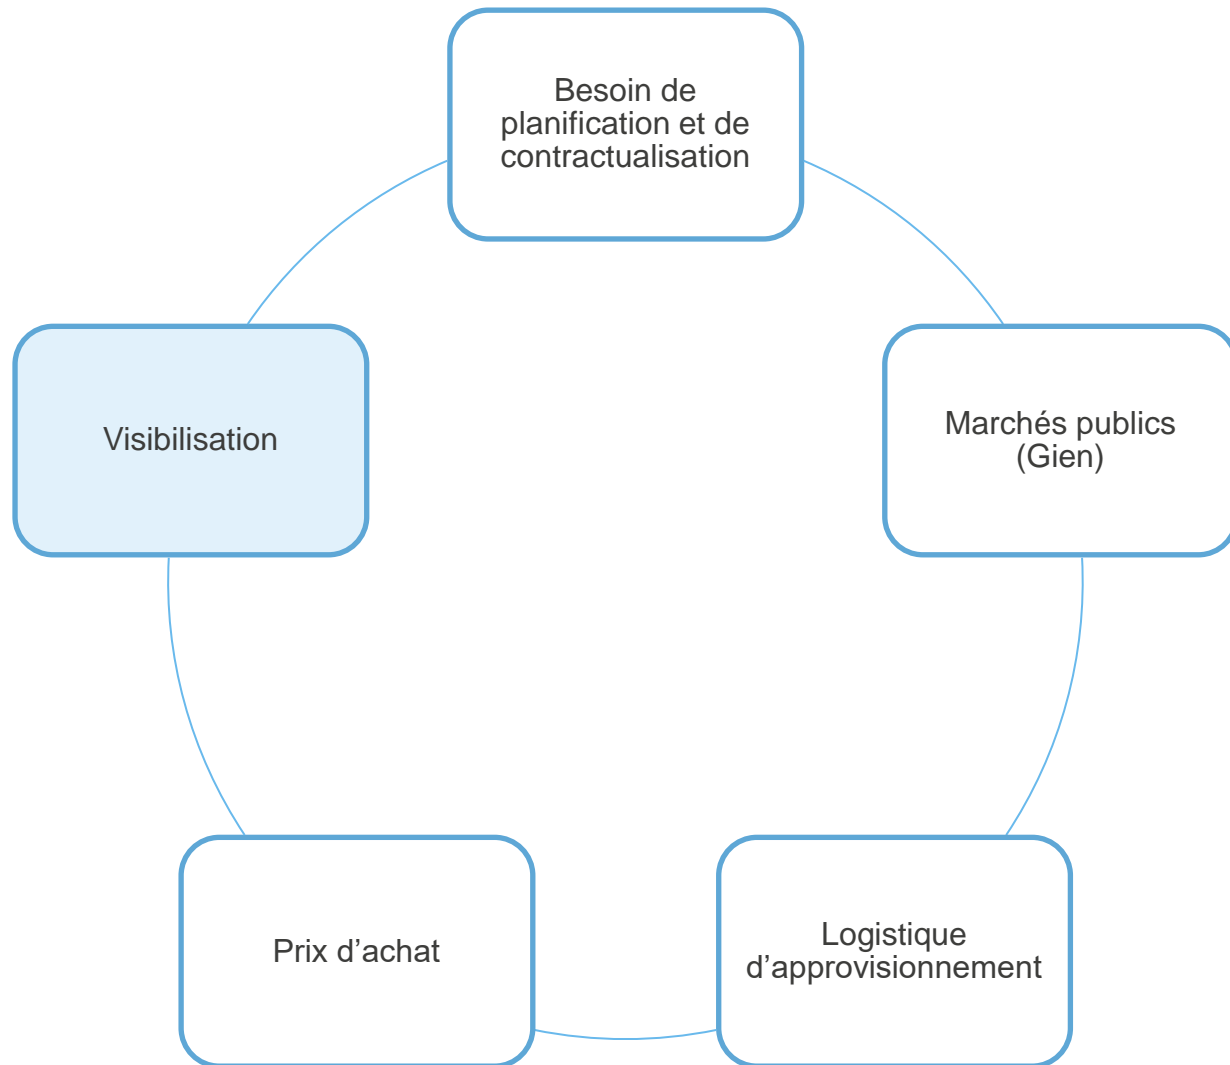 Besoin de
planification et de
contractualisation
Marchés publics
(Gien)
Logistique
d’approvisionnement
Prix d’achat
Visibilisation